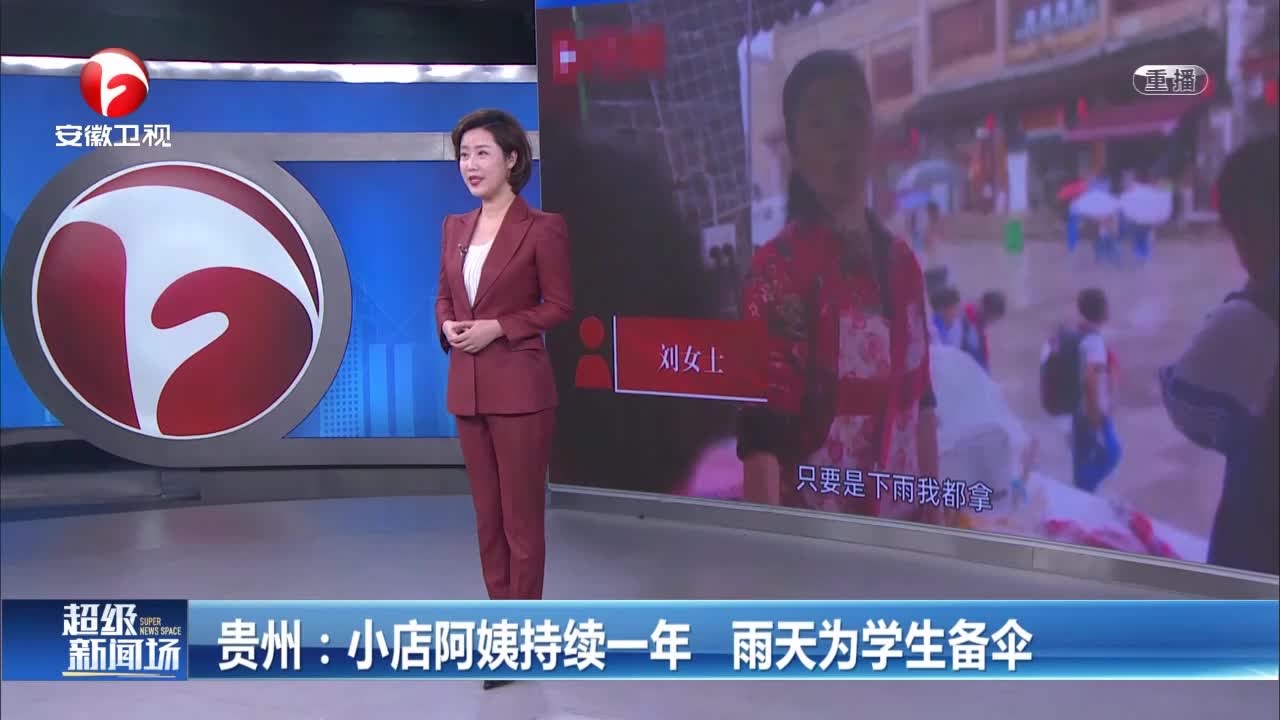 安徽卫视
重播
刘女士
只要是下雨我都拿
超级新闻场
SUPER
NEWS SPACE
贵州：小店阿姨持续一年 雨天为学生备伞